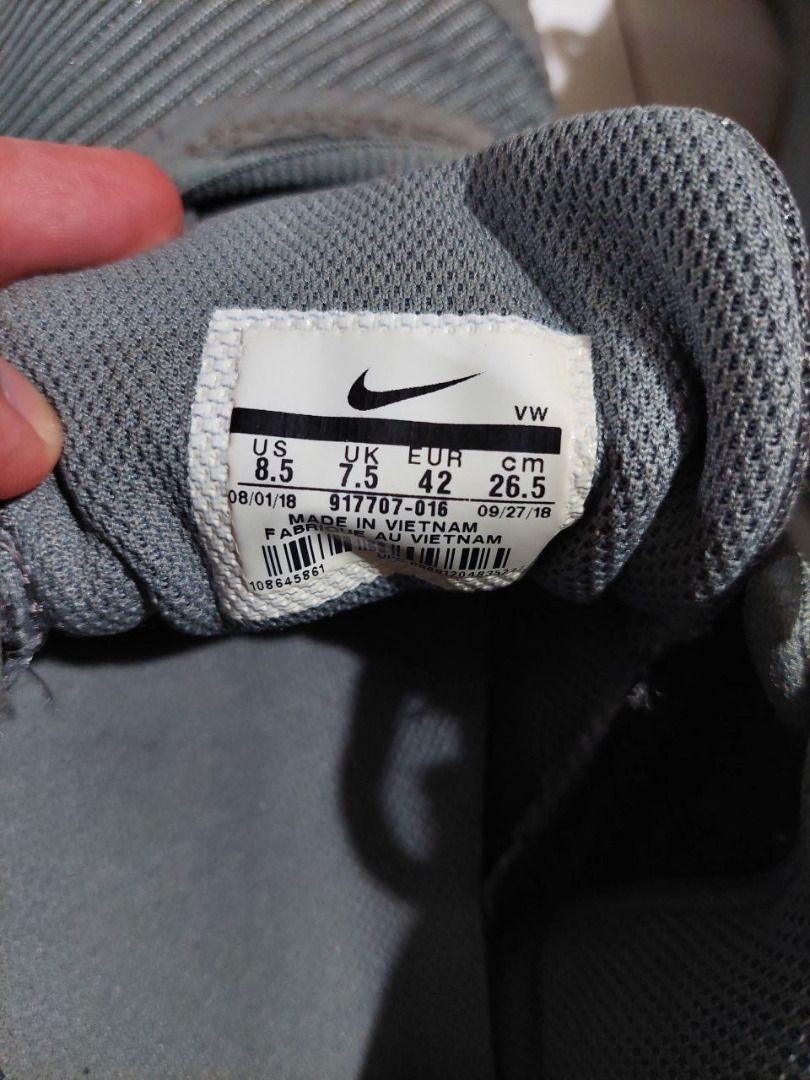 VW
US UK EUR cm
8.5 7.5 42 26.5
08/01/18 917707-016 09/27/18
MADE IN VIETNAM
FABRIQUE AU VIETNAM
108645861